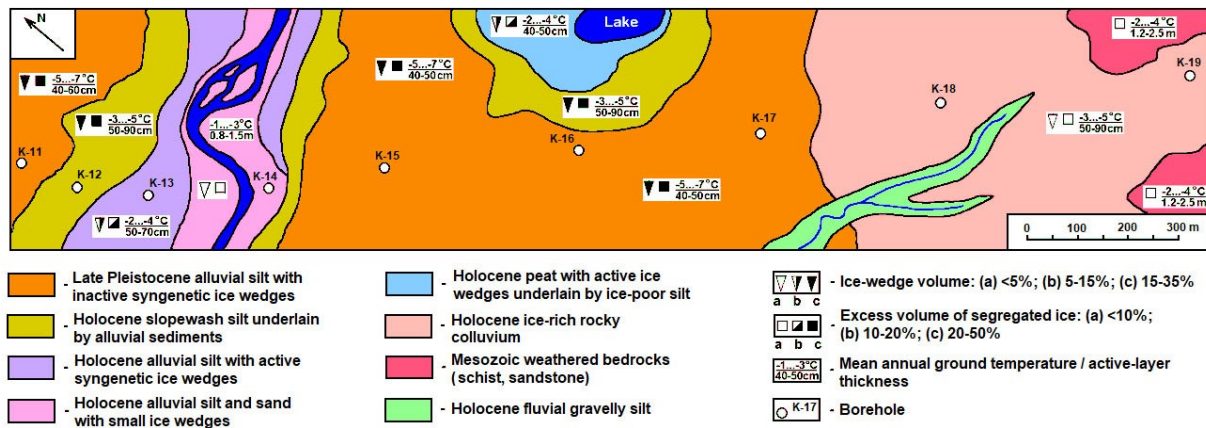 N
-5...-7°C
40-60cm
K-11
-3...-5°C
50-90cm
K-12
K-13
-2...-4°C
50-70cm
-1...-3°C
0.8-1.5m
K-14
-5...-7°C
40-50cm
K-15
-2...-4°C
40-50cm
Lake
-3...-5°C
50-90cm
K-16
-5...-7°C
40-50cm
K-17
K-18
-3...-5°C
50-90cm
-2...-4°C
1.2-2.5m
K-19
-2...-4°C
1.2-2.5m
0 100 200 300 m
- Late Pleistocene alluvial silt with
inactive syngenetic ice wedges
- Holocene slopewash silt underlain
by alluvial sediments
- Holocene alluvial silt with active
syngenetic ice wedges
- Holocene alluvial silt and sand
with small ice wedges
- Holocene peat with active ice
wedges underlain by ice-poor silt
- Holocene ice-rich rocky
colluvium
- Mesozoic weathered bedrocks
(schist, sandstone)
- Holocene fluvial gravelly silt
- Ice-wedge volume: (a) <5%; (b) 5-15%; (c) 15-35%
a b c
- Excess volume of segregated ice: (a) <10%;
(b) 10-20%; (c) 20-50%
a b c
-1...-3°C
40-50cm
- Mean annual ground temperature / active-layer
thickness
K-17
- Borehole